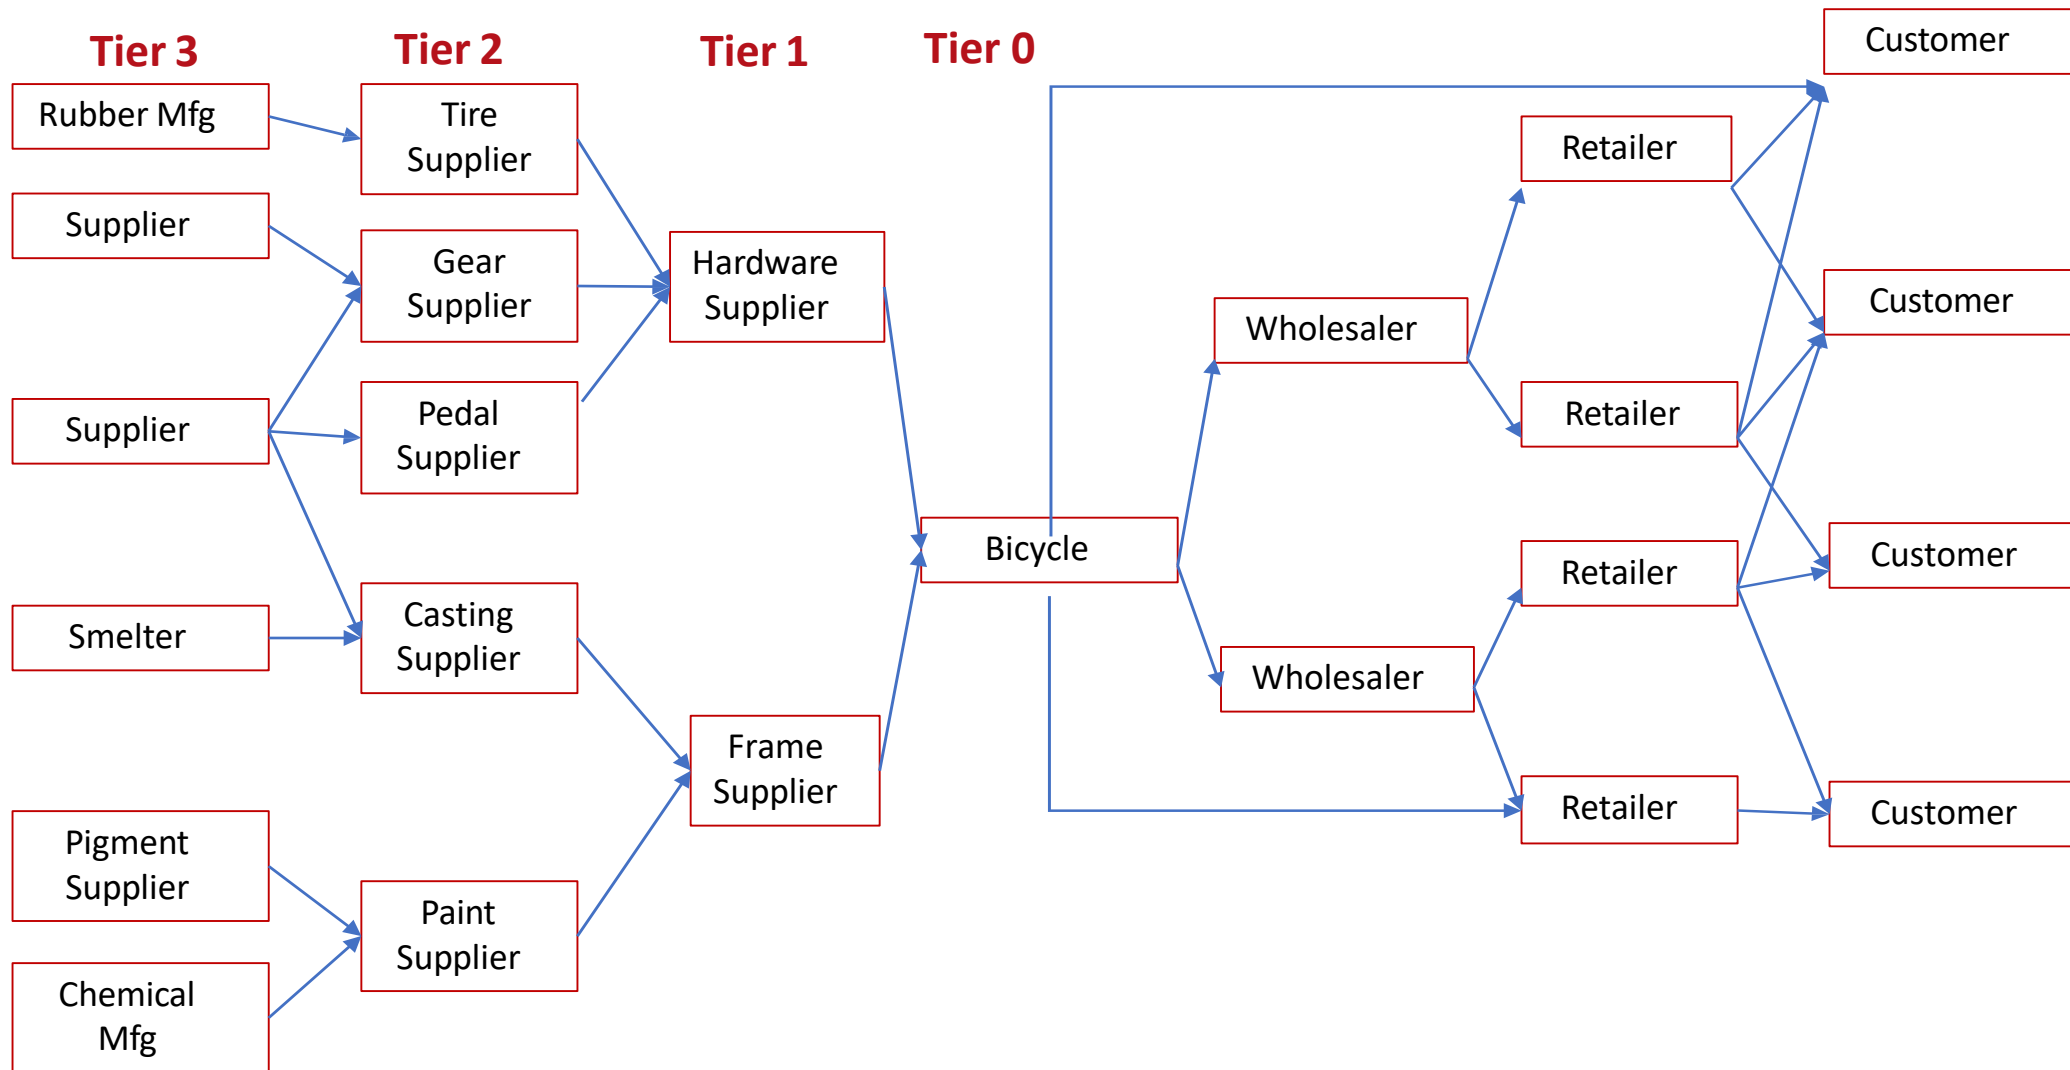 Tier 3
Tier 2
Tier 1
Tier 0
Rubber Mfg
Supplier
Supplier
Smelter
Pigment
Supplier
Chemical
Mfg
Tire
Supplier
Gear
Supplier
Pedal
Supplier
Casting
Supplier
Paint
Supplier
Hardware
Supplier
Frame
Supplier
Bicycle
Wholesaler
Wholesaler
Retailer
Retailer
Retailer
Retailer
Customer
Customer
Customer
Customer